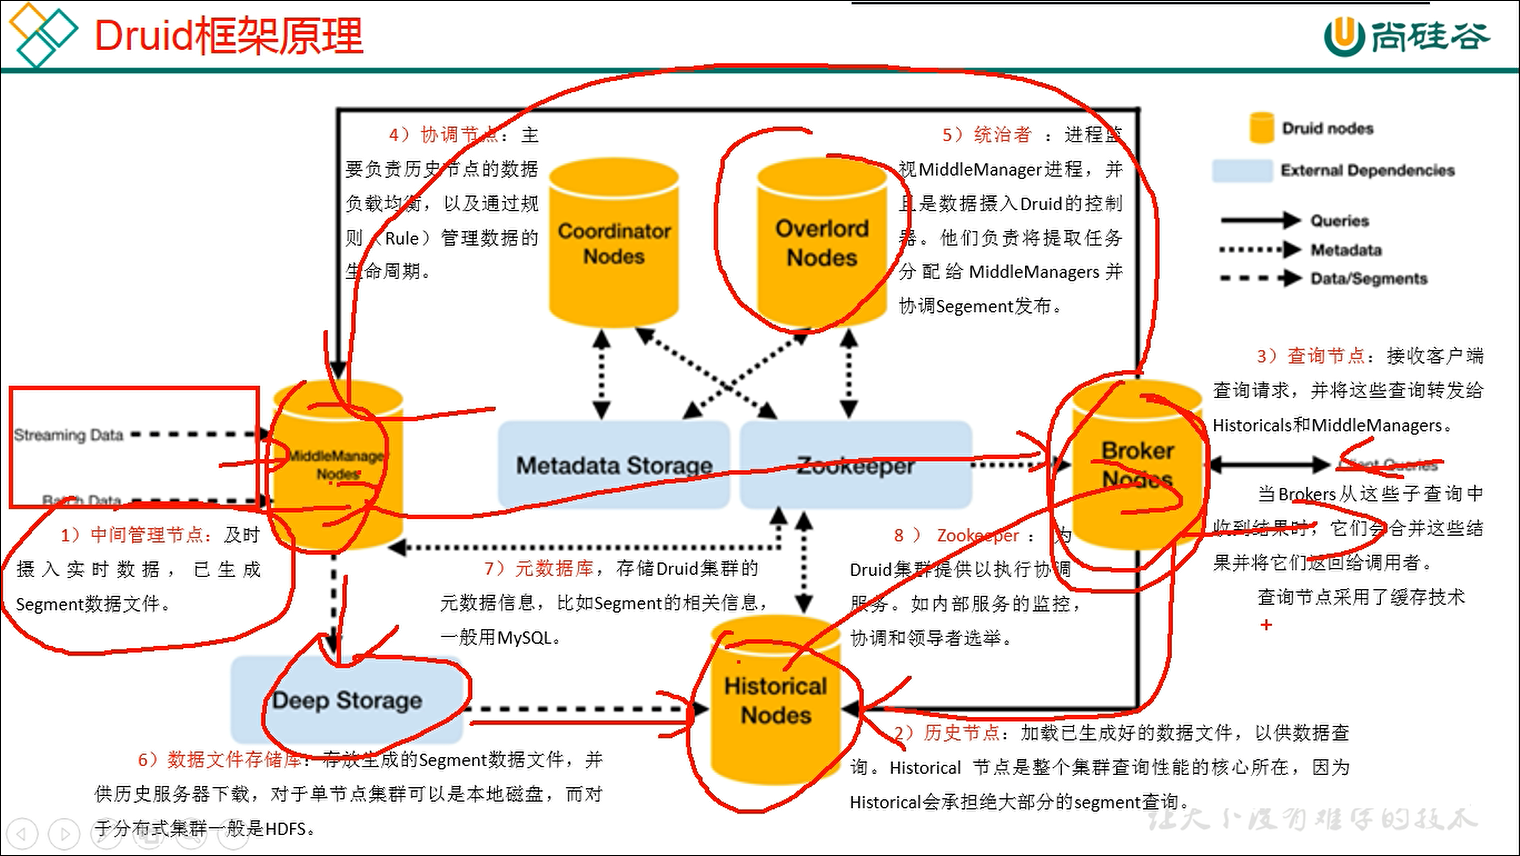 Druid框架原理
尚硅谷
4）协调节点：主
要负责历史节点的数据
负载均衡，以及通过规
则（Rule）管理数据的
生命周期。
Coordinator
Nodes
Overlord
Nodes
5）统治者 ：进程监
视MiddleManager进程，并
且是数据摄入Druid的控制
器。他们负责将提取任务
分配给MiddleManagers并
协调Segement发布。
Druid nodes
External Dependencies
Queries
Metadata
Data/Segments
3）查询节点：接收客户端
查询请求，并将这些查询转发给
Historicals和MiddleManagers。
Streaming Data
Batch Data
MiddleManager
Nodes
Metadata Storage
Zookeeper
Broker
Nodes
Client Queries
当Brokers从这些子查询中
收到结果时，它们会合并这些结
果并将它们返回给调用者。
查询节点采用了缓存技术
1）中间管理节点：及时
摄入实时数据，已生成
Segment数据文件。
7）元数据库，存储Druid集群的
元数据信息，比如Segment的相关信息，
一般用MySQL。
8 ）Zookeeper ：为
Druid集群提供以执行协调
服务。如内部服务的监控，
协调和领导者选举。
Deep Storage
Historical
Nodes
6）数据文件存储库：存放生成的Segment数据文件，并
供历史服务器下载，对于单节点集群可以是本地磁盘，而对
于分布式集群一般是HDFS。
2）历史节点：加载已生成好的数据文件，以供数据查
询。Historical 节点是整个集群查询性能的核心所在，因为
Historical会承担绝大部分的segment查询。
让天下没有难学的技术